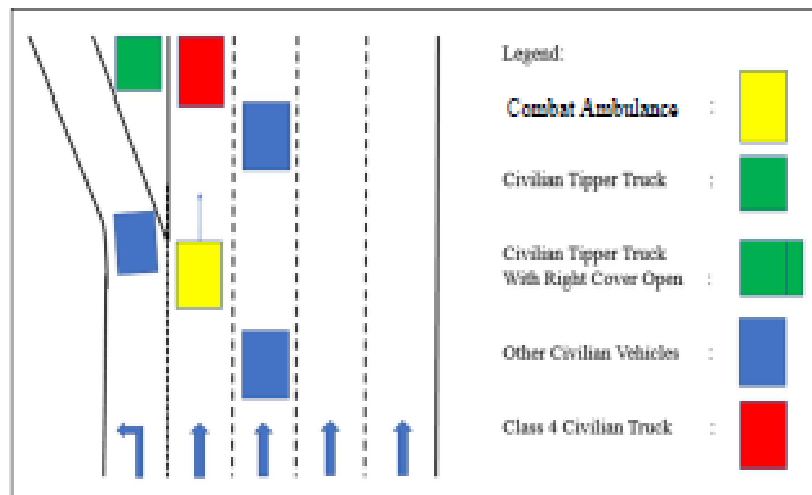 Legend:
Combat Ambulance :
Civilian Tipper Truck :
Civilian Tipper Truck
With Right Cover Open :
Other Civilian Vehicles :
Class 4 Civilian Truck :